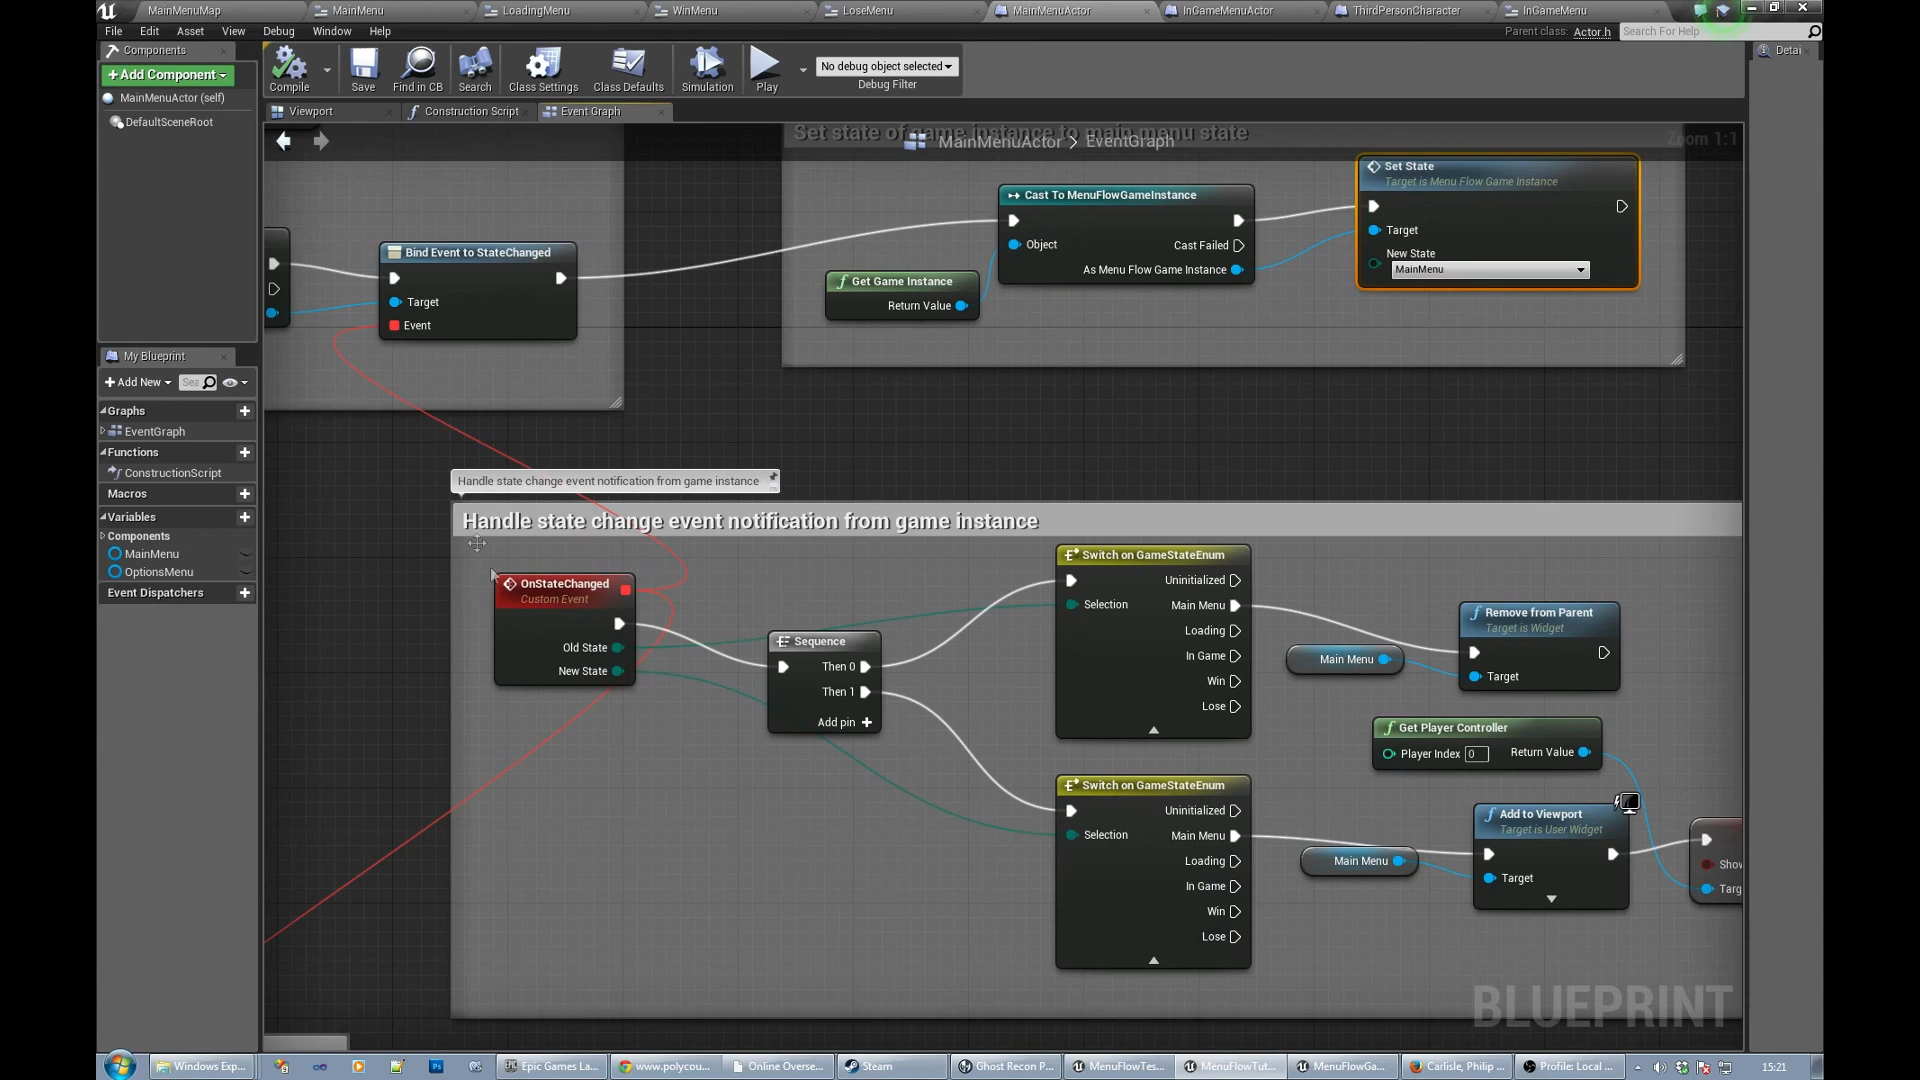 MainMenuMap
MainMenu
LoadingMenu
WinMenu
LoseMenu
MainMenuActor
InGameMenuActor
ThirdPersonCharacter
InGameMenu
File Edit Asset View Debug Window Help
Parent class: Actor.h
Search For Help
Components
+Add Component
MainMenuActor (self)
DefaultSceneRoot
Compile
Save
Find in CB
Search
Class Settings
Class Defaults
Simulation
Play
No debug object selected
Debug Filter
Detai
Viewport
Construction Script
Event Graph
MainMenuActor > EventGraph
Zoom 1:1
Set state of game instance to main menu state
Bind Event to StateChanged
Target
Event
Get Game Instance
Return Value
Cast To MenuFlowGameInstance
Object
Cast Failed
As Menu Flow Game Instance
Set State
Target is Menu Flow Game Instance
Target
New State
MainMenu
My Blueprint
+Add New
Sea
Graphs
EventGraph
Functions
ConstructionScript
Macros
Variables
Components
MainMenu
OptionsMenu
Event Dispatchers
Handle state change event notification from game instance
Handle state change event notification from game instance
OnStateChanged
Custom Event
Old State
New State
Sequence
Then 0
Then 1
Add pin +
Switch on GameStateEnum
Uninitialized
Selection
Main Menu
Loading
In Game
Win
Lose
Main Menu
Remove from Parent
Target is Widget
Target
Get Player Controller
Player Index 0
Return Value
Switch on GameStateEnum
Uninitialized
Selection
Main Menu
Loading
In Game
Win
Lose
Main Menu
Add to Viewport
Target is User Widget
Target
Shov
Targ
BLUEPRINT
Windows Exp...
Epic Games La...
www.polycou...
Online Overse...
Steam
Ghost Recon P...
MenuFlowTes...
MenuFlowTut...
MenuFlowGa...
Carlisle, Philip ...
Profile: Local ...
15:21